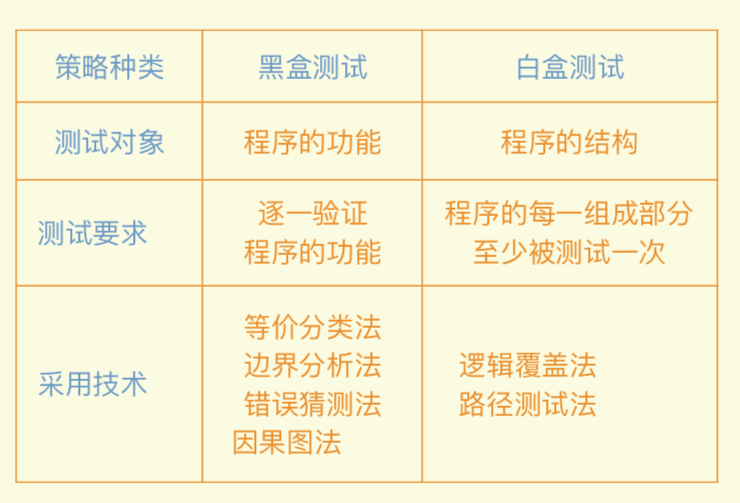 策略种类 黑盒测试 白盒测试
测试对象 程序的功能 程序的结构
测试要求
逐一验证
程序的功能
程序的每一组成部分
至少被测试一次
采用技术
等价分类法
边界分析法
错误猜测法
因果图法
逻辑覆盖法
路径测试法